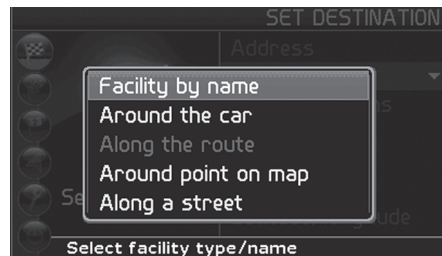 SET DESTINATION
Address
Facility by name
Around the car
Along the route
Around point on map
Along a street
Select facility type/name